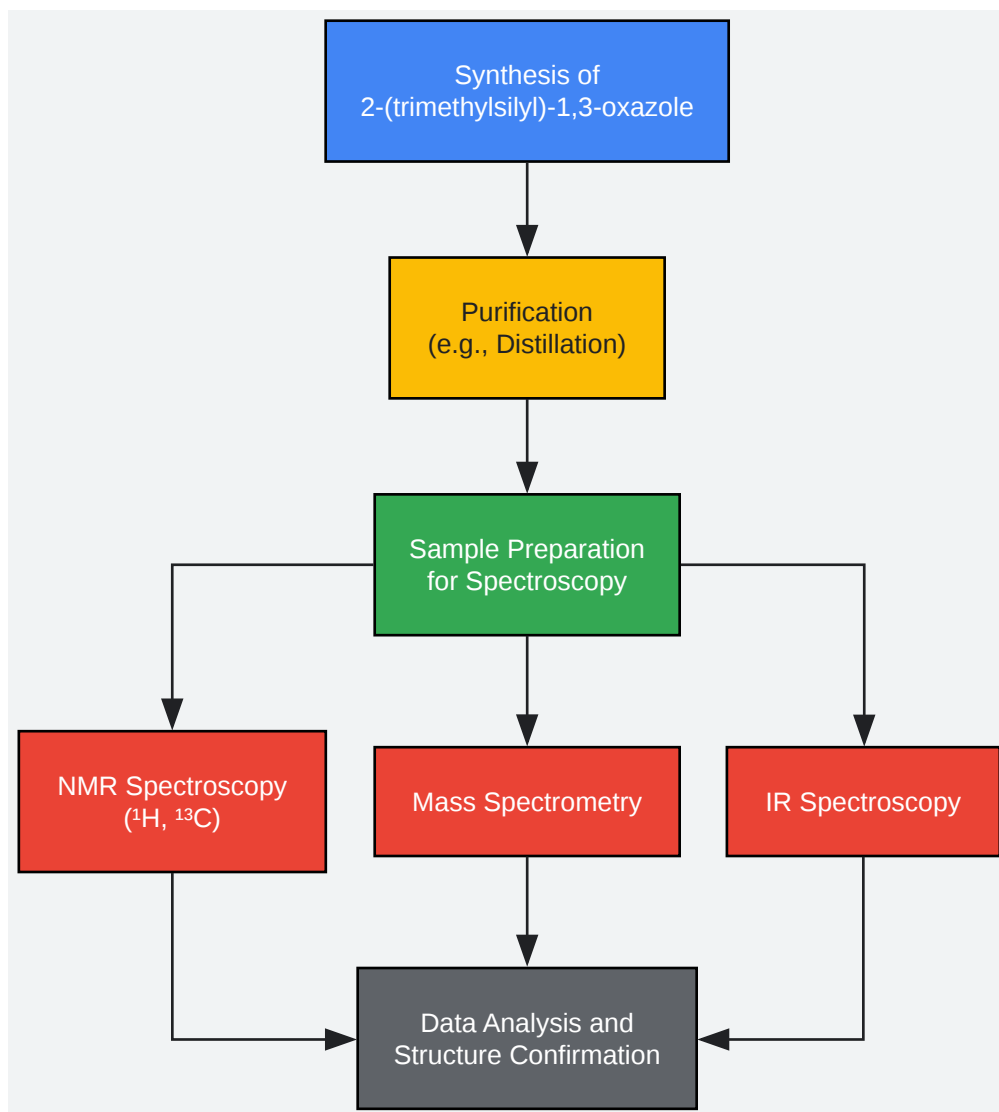 Synthesis of
2-(trimethylsilyl)-1,3-oxazole
Purification
(e.g., Distillation)
Sample Preparation
for Spectroscopy
NMR Spectroscopy
(¹H, ¹³C)
Mass Spectrometry
IR Spectroscopy
Data Analysis and
Structure Confirmation